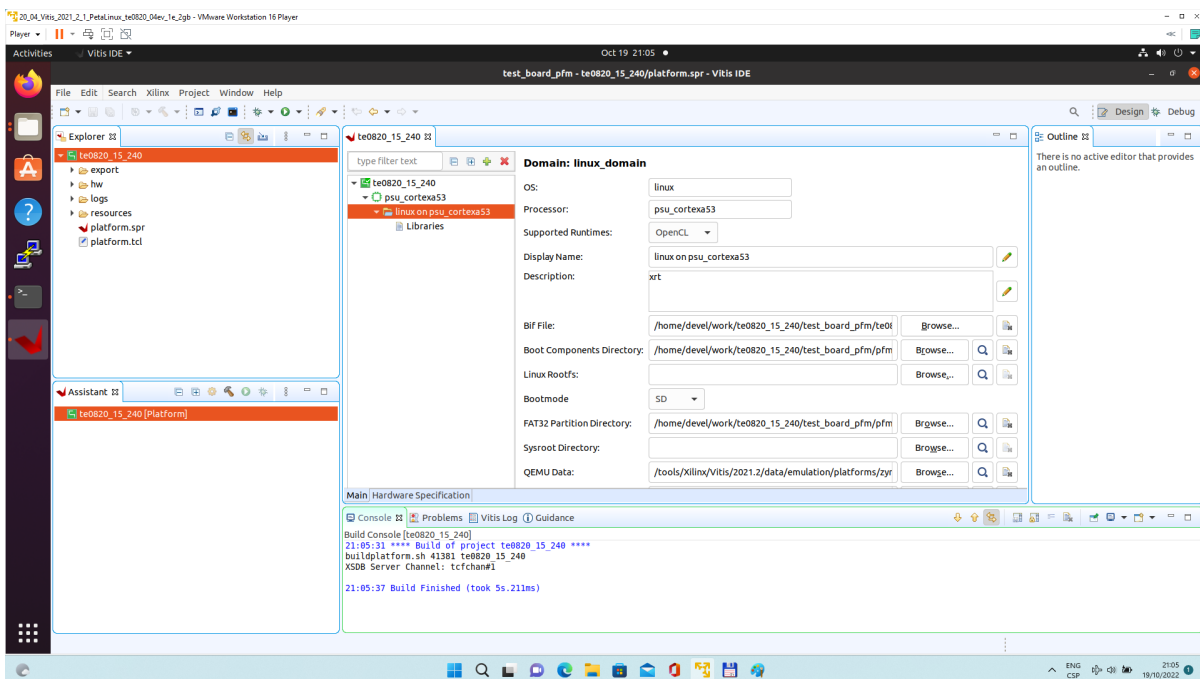 20_04_Vitis_2021_2_1_PetaLinux_te0820_04ev_1e_2gb - VMware Workstation 16 Player
Player
Activities
Vitis IDE
Oct 19 21:05
test_board_pfm - te0820_15_240/platform.spr - Vitis IDE
File Edit Search Xilinx Project Window Help
Design
Debug
Explorer
te0820_15_240
export
hw
logs
resources
platform.spr
platform.tcl
Assistant
te0820_15_240 [Platform]
te0820_15_240
type filter text
te0820_15_240
psu_cortexa53
linux on psu_cortexa53
Libraries
Domain: linux_domain
OS: linux
Processor: psu_cortexa53
Supported Runtimes: OpenCL
Display Name: linux on psu_cortexa53
Description: xrt
Bif File: /home/devel/work/te0820_15_240/test_board_pfm/te08 Browse...
Boot Components Directory: /home/devel/work/te0820_15_240/test_board_pfm/pfm Browse...
Linux Rootfs: Browse...
Bootmode SD
FAT32 Partition Directory: /home/devel/work/te0820_15_240/test_board_pfm/pfm Browse...
Sysroot Directory: Browse...
QEMU Data: /tools/Xilinx/Vitis/2021.2/data/emulation/platforms/zyn Browse...
Main Hardware Specification
Outline
There is no active editor that provides
an outline.
Console Problems Vitis Log Guidance
Build Console [te0820_15_240]
21:05:31 **** Build of project te0820_15_240 ****
buildplatform.sh 41381 te0820_15_240
XSDB Server Channel: tcfchan#1
21:05:37 Build Finished (took 5s.211ms)
ENG
CSP
21:05
19/10/2022
1